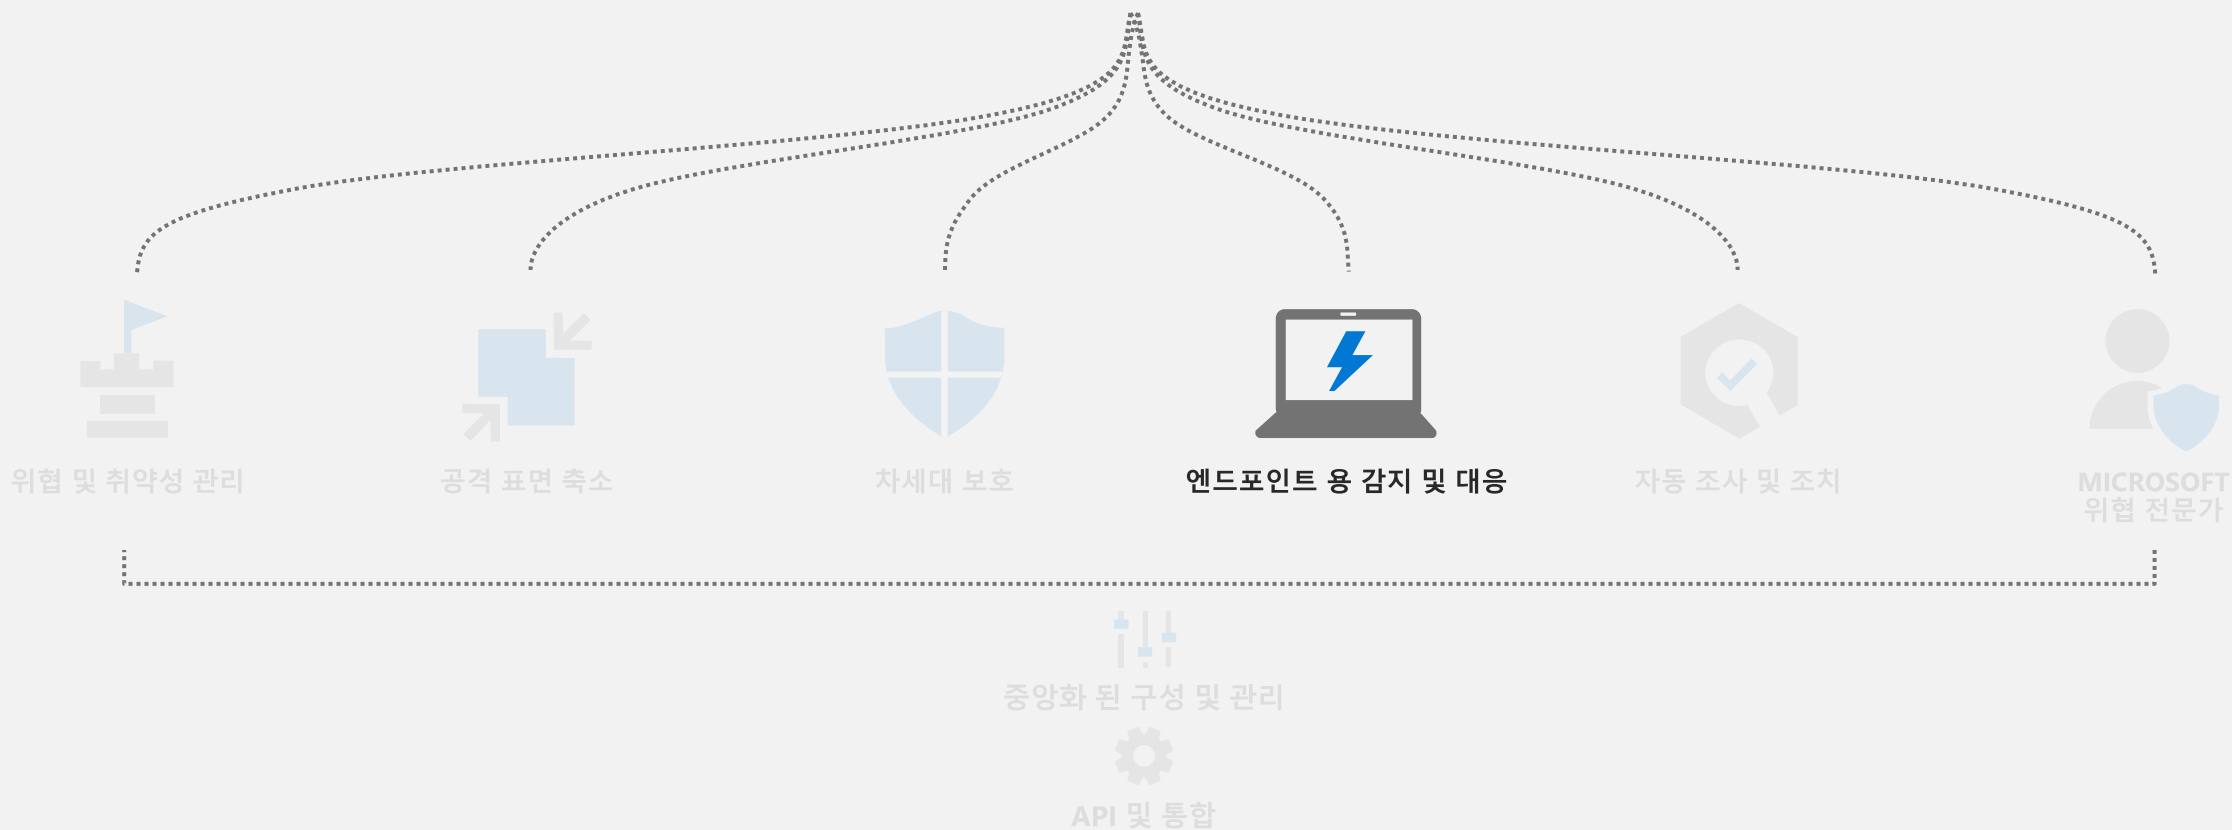 위협 및 취약성 관리
공격 표면 축소
차세대 보호
엔드포인트 용 감지 및 대응
자동 조사 및 조치
MICROSOFT
위협 전문가
중앙화 된 구성 및 관리
API 및 통합